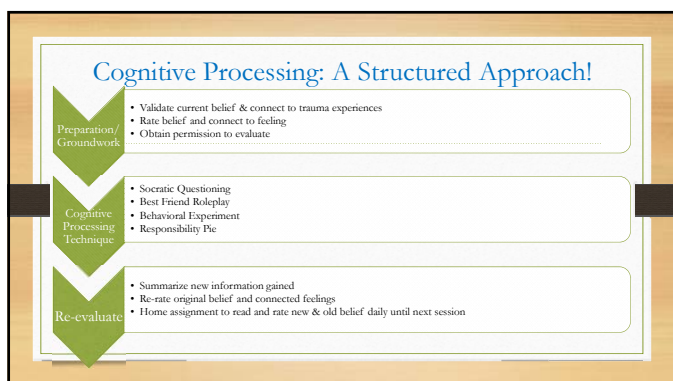 Cognitive Processing: A Structured Approach!
Preparation/
Groundwork
• Validate current belief & connect to trauma experiences
• Rate belief and connect to feeling
• Obtain permission to evaluate
Cognitive
Processing
Technique
• Socratic Questioning
• Best Friend Roleplay
• Behavioral Experiment
• Responsibility Pie
Re-evaluate
• Summarize new information gained
• Re-rate original belief and connected feelings
• Home assignment to read and rate new & old belief daily until next session